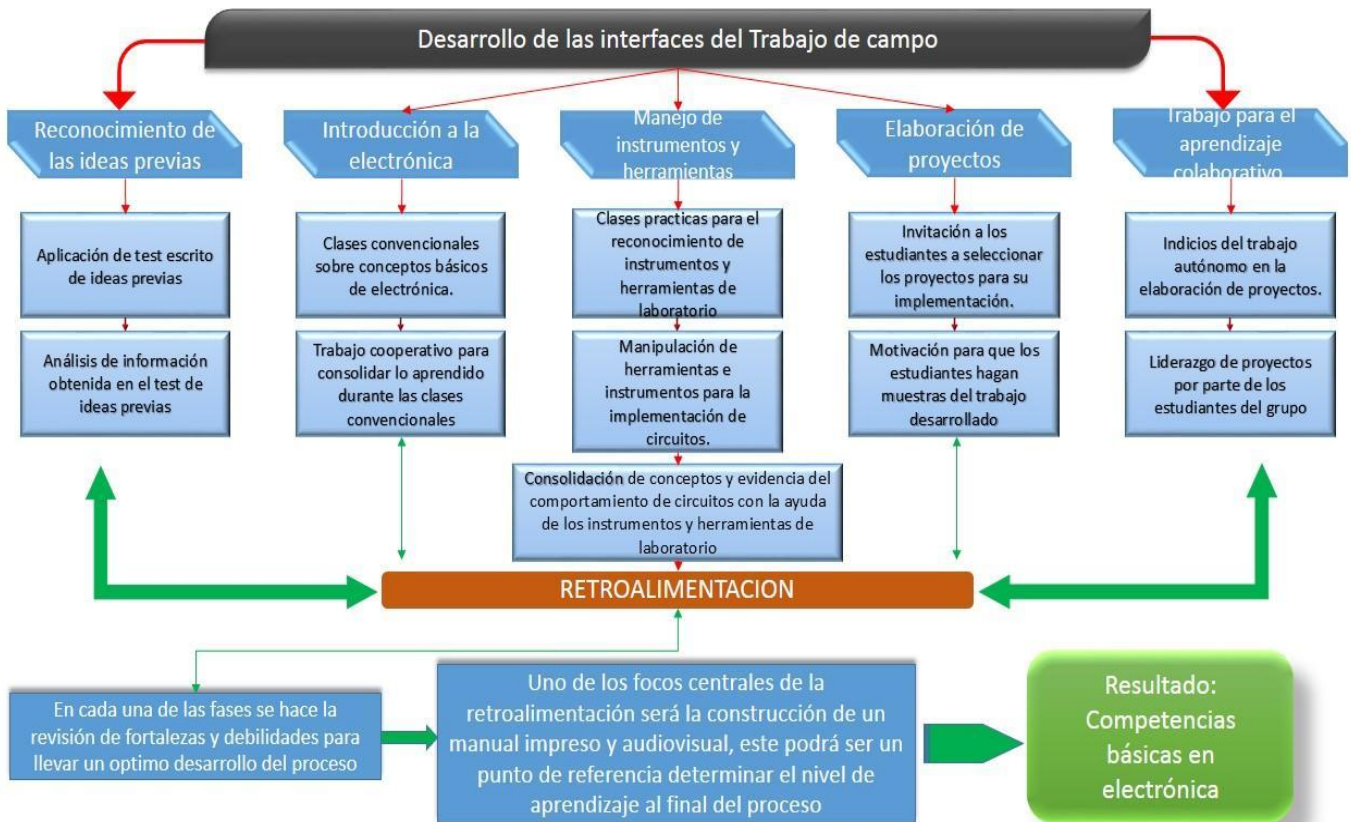 Desarrollo de las interfaces del Trabajo de campo
Reconocimiento de
las ideas previas
Introducción a la
electrónica
Manejo de
instrumentos y
herramientas
Elaboración de
proyectos
Trabajo para el
aprendizaje
colaborativo
Aplicación de test escrito
de ideas previas
Clases convencionales
sobre conceptos básicos
de electrónica.
Clases practicas para el
reconocimiento de
instrumentos y
herramientas de
laboratorio
Invitación a los
estudiantes a seleccionar
los proyectos para su
implementación.
Indicios del trabajo
autónomo en la
elaboración de proyectos.
Análisis de información
obtenida en el test de
ideas previas
Trabajo cooperativo para
consolidar lo aprendido
durante las clases
convencionales
Manipulación de
herramientas e
instrumentos para la
implementación de
circuitos.
Motivación para que los
estudiantes hagan
muestras del trabajo
desarrollado
Liderazgo de proyectos
por parte de los
estudiantes del grupo
Consolidación de conceptos y evidencia del
comportamiento de circuitos con la ayuda
de los instrumentos y herramientas de
laboratorio
RETROALIMENTACION
En cada una de las fases se hace la
revisión de fortalezas y debilidades para
llevar un optimo desarrollo del proceso
Uno de los focos centrales de la
retroalimentación será la construcción de un
manual impreso y audiovisual, este podrá ser un
punto de referencia determinar el nivel de
aprendizaje al final del proceso
Resultado:
Competencias
básicas en
electrónica